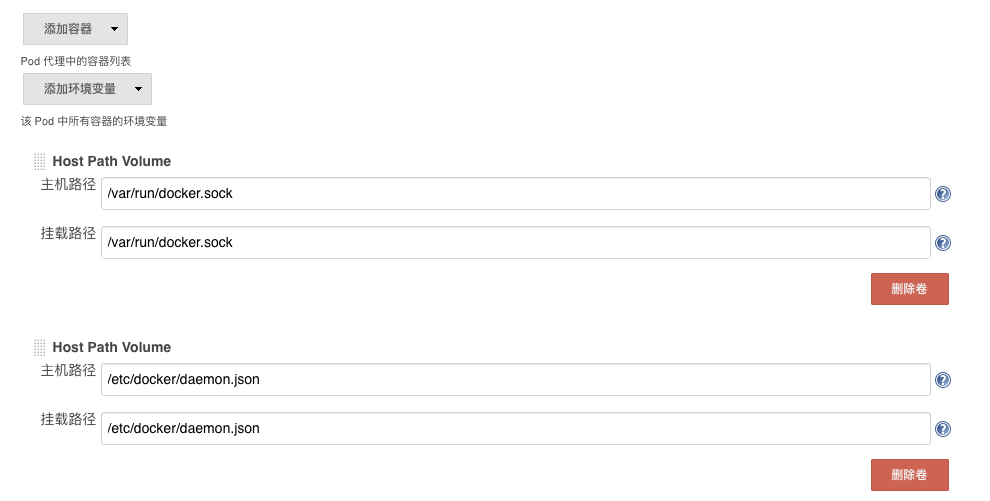 添加容器
Pod 代理中的容器列表
添加环境变量
该 Pod 中所有容器的环境变量
Host Path Volume
主机路径 /var/run/docker.sock
挂载路径 /var/run/docker.sock
删除卷
Host Path Volume
主机路径 /etc/docker/daemon.json
挂载路径 /etc/docker/daemon.json
删除卷